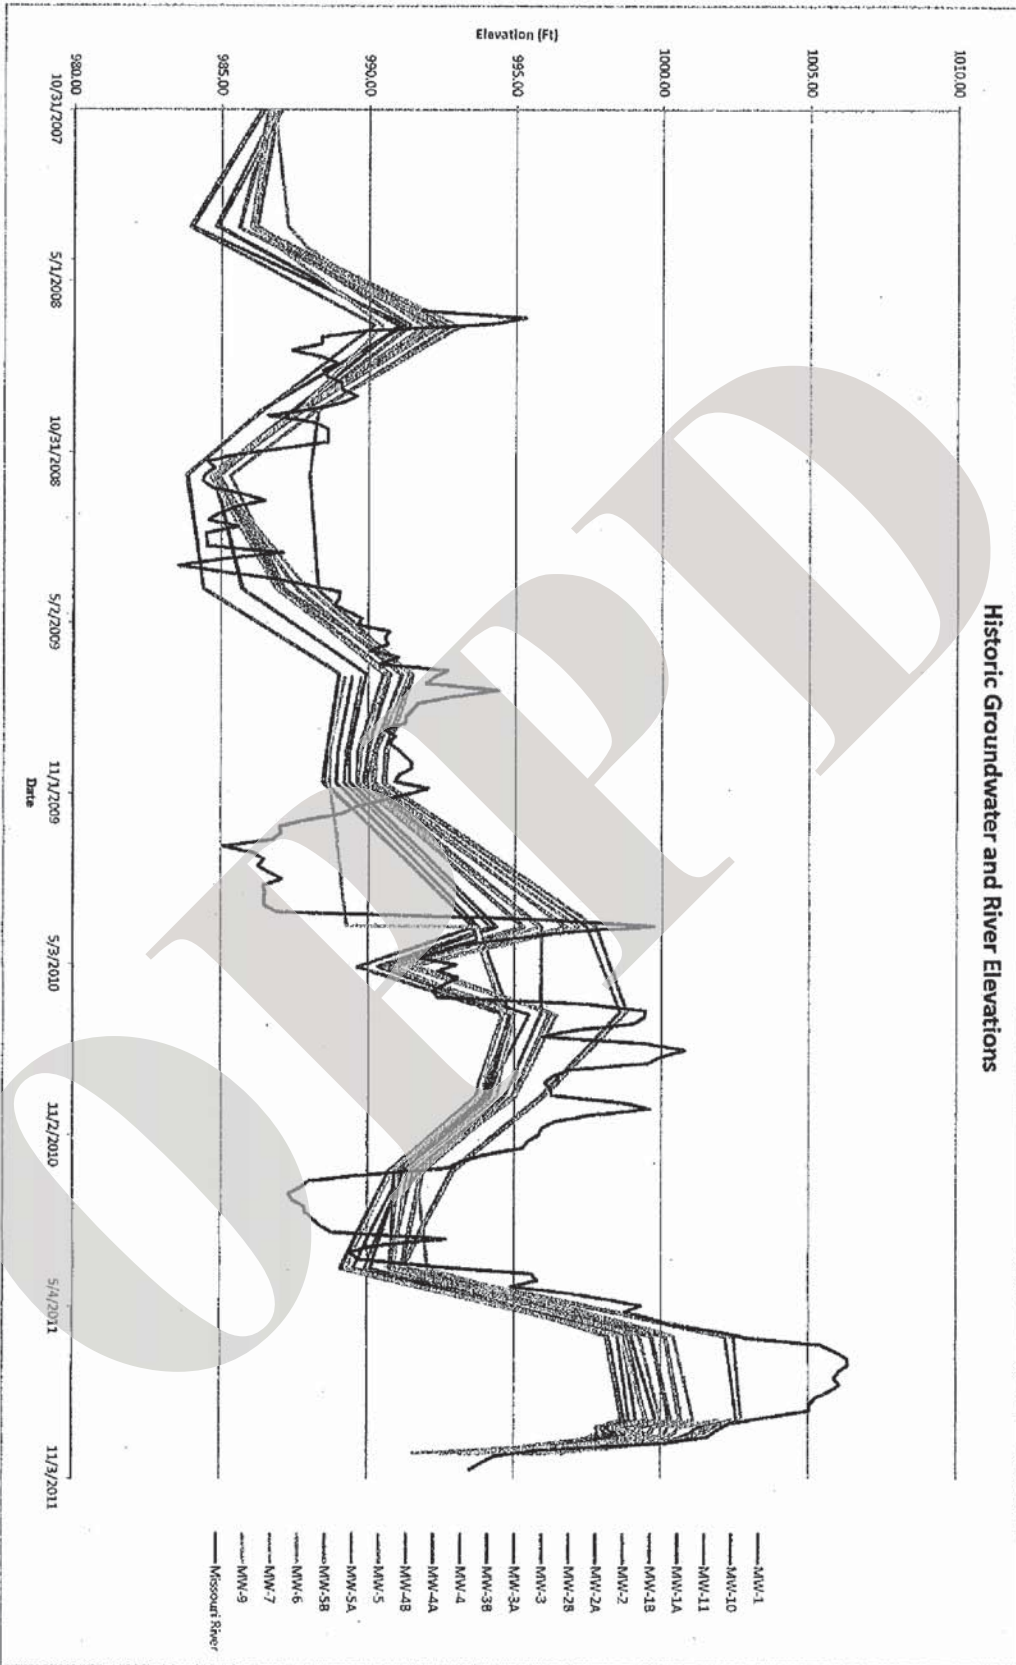 Historic Groundwater and River Elevations
Elevation (Ft)
1010.00
1005.00
1000.00
995.00
990.00
985.00
980.00
10/31/2007
5/1/2008
10/31/2008
5/2/2009
11/1/2009
5/3/2010
11/2/2010
5/4/2011
11/3/2011
Date
MW-1
MW-10
MW-11
MW-1A
MW-1B
MW-2
MW-2A
MW-2B
MW-3
MW-3A
MW-3B
MW-4
MW-4A
MW-4B
MW-5
MW-5A
MW-5B
MW-6
MW-7
MW-9
Missouri River
OPPD